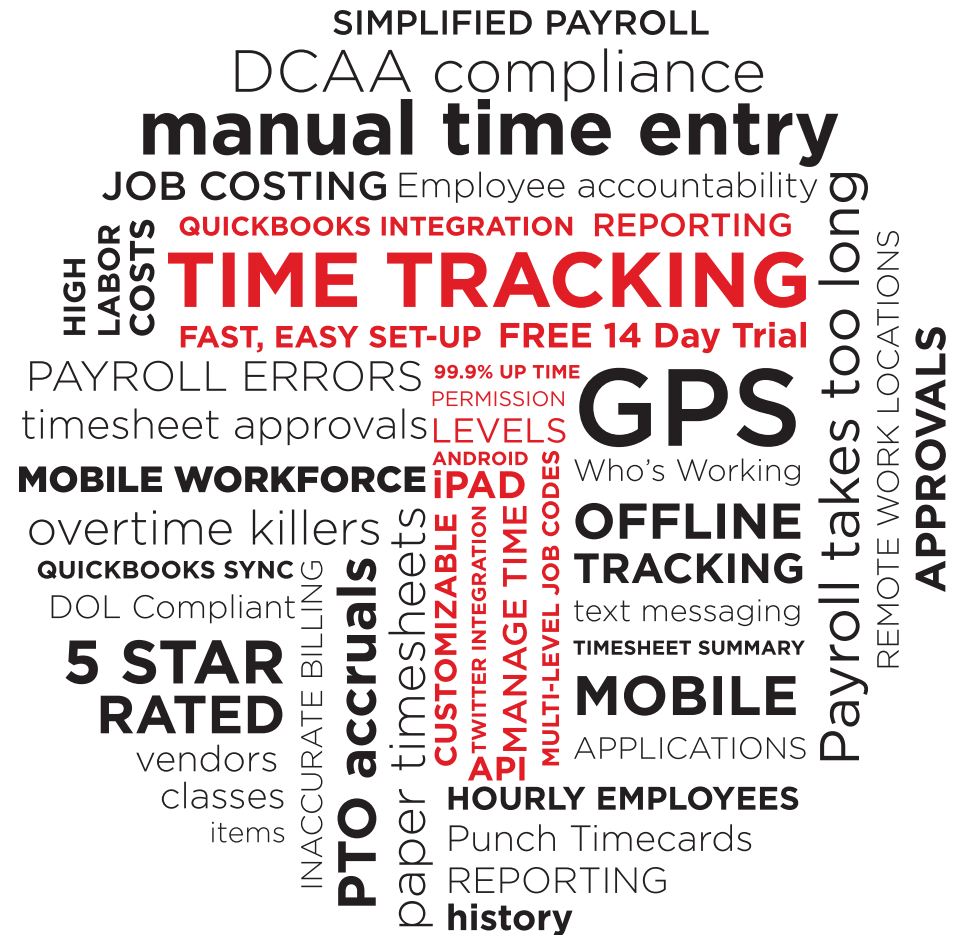 SIMPLIFIED PAYROLL
DCAA compliance
manual time entry
JOB COSTING
Employee accountability
QUICKBOOKS INTEGRATION
REPORTING
HIGH
LABOR
COSTS
TIME TRACKING
FAST, EASY SET-UP
FREE 14 Day Trial
Payroll takes too long
REMOTE WORK LOCATIONS
APPROVALS
PAYROLL ERRORS
99.9% UP TIME
PERMISSION
LEVELS
GPS
timesheet approvals
ANDROID
iPAD
Who's Working
MOBILE WORKFORCE
overtime killers
OFFLINE
TRACKING
QUICKBOOKS SYNC
DOL Compliant
text messaging
TIMESHEET SUMMARY
5 STAR
RATED
MOBILE
APPLICATIONS
vendors
classes
items
INACCURATE BILLING
PTO accruals
paper timesheets
CUSTOMIZABLE
TWITTER INTEGRATION
MANAGE TIME
MULTI-LEVEL JOB CODES
API
HOURLY EMPLOYEES
Punch Timecards
REPORTING
history